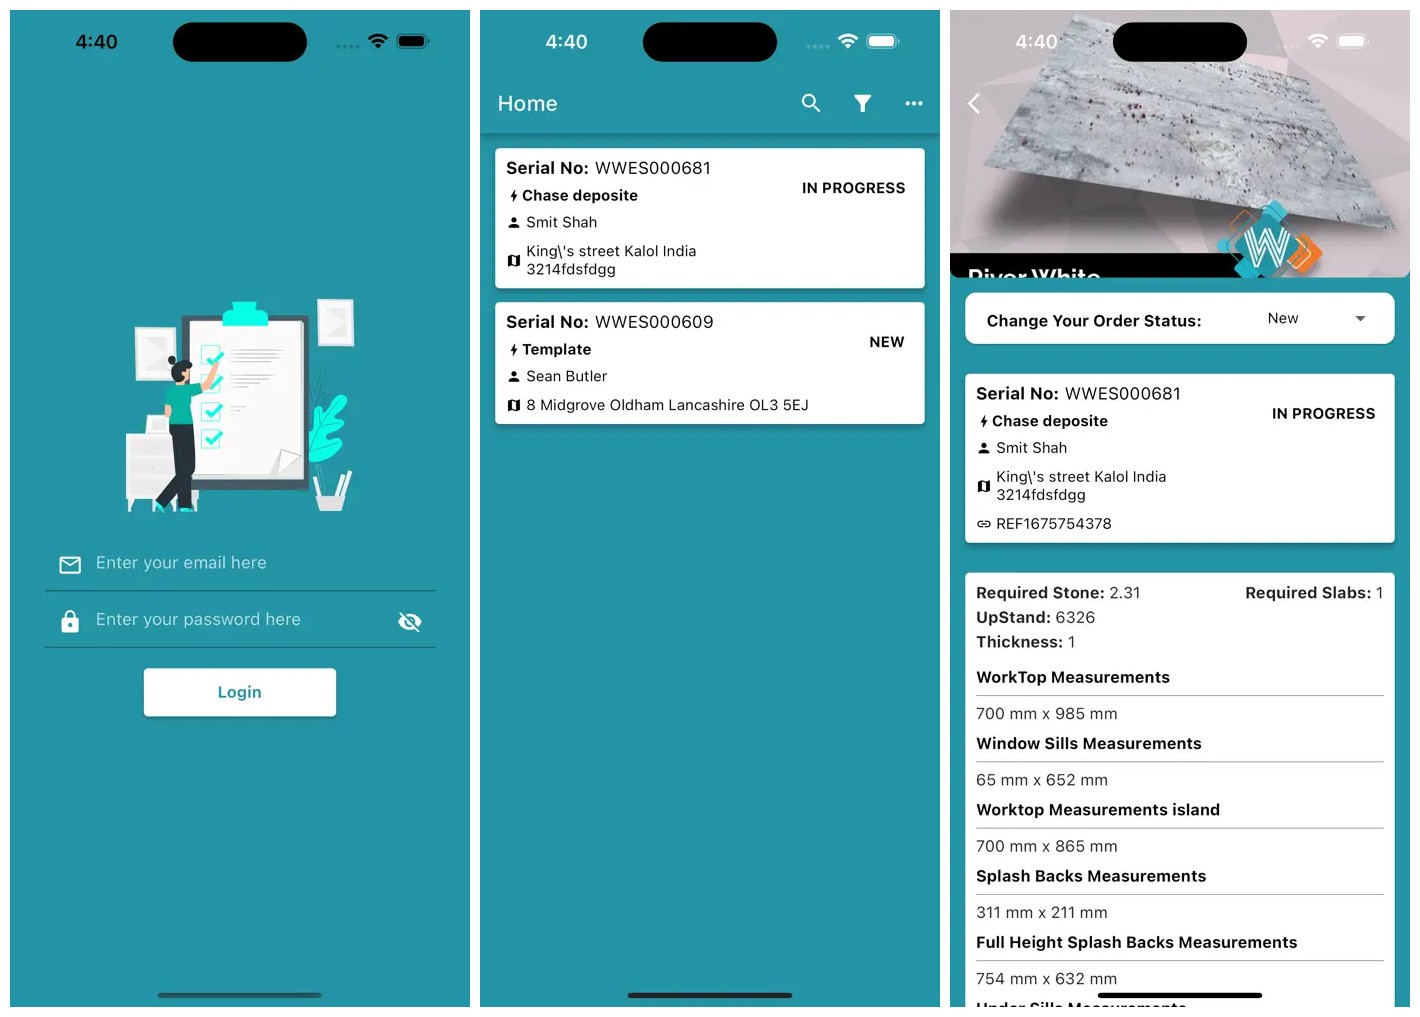 4:40
Enter your email here
Enter your password here
Login
4:40
Home
Serial No: WWES000681
Chase deposite
IN PROGRESS
Smit Shah
King\'s street Kalol India
3214fdsfdgg
Serial No: WWES000609
Template
NEW
Sean Butler
8 Midgrove Oldham Lancashire OL3 5EJ
4:40
W
River White
Change Your Order Status: New
Serial No: WWES000681
Chase deposite
IN PROGRESS
Smit Shah
King\'s street Kalol India
3214fdsfdgg
REF1675754378
Required Stone: 2.31 Required Slabs: 1
UpStand: 6326
Thickness: 1
WorkTop Measurements
700 mm x 985 mm
Window Sills Measurements
65 mm x 652 mm
Worktop Measurements island
700 mm x 865 mm
Splash Backs Measurements
311 mm x 211 mm
Full Height Splash Backs Measurements
754 mm x 632 mm
Under Sills Measurements